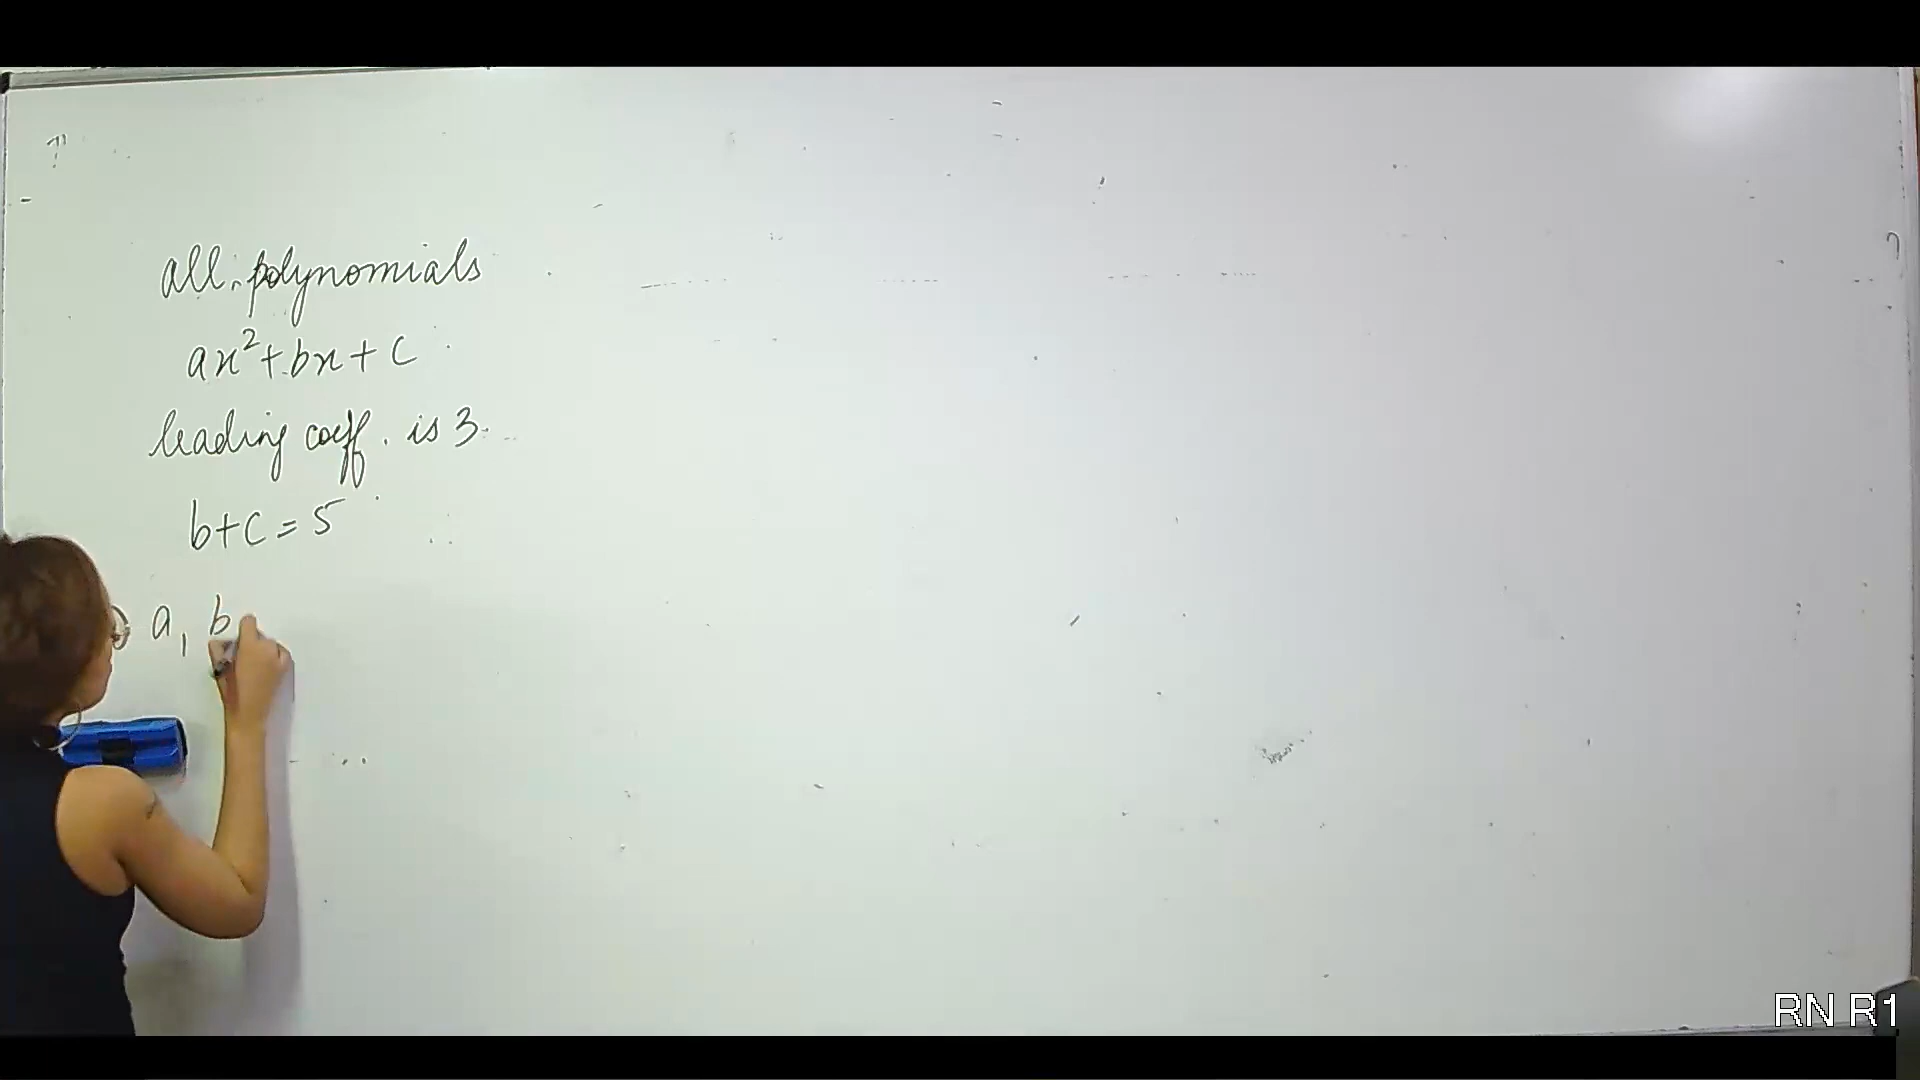 all polynomials
ax²+bx+c
leading coeff. is 3.
b+c=5
a, b
RN R1